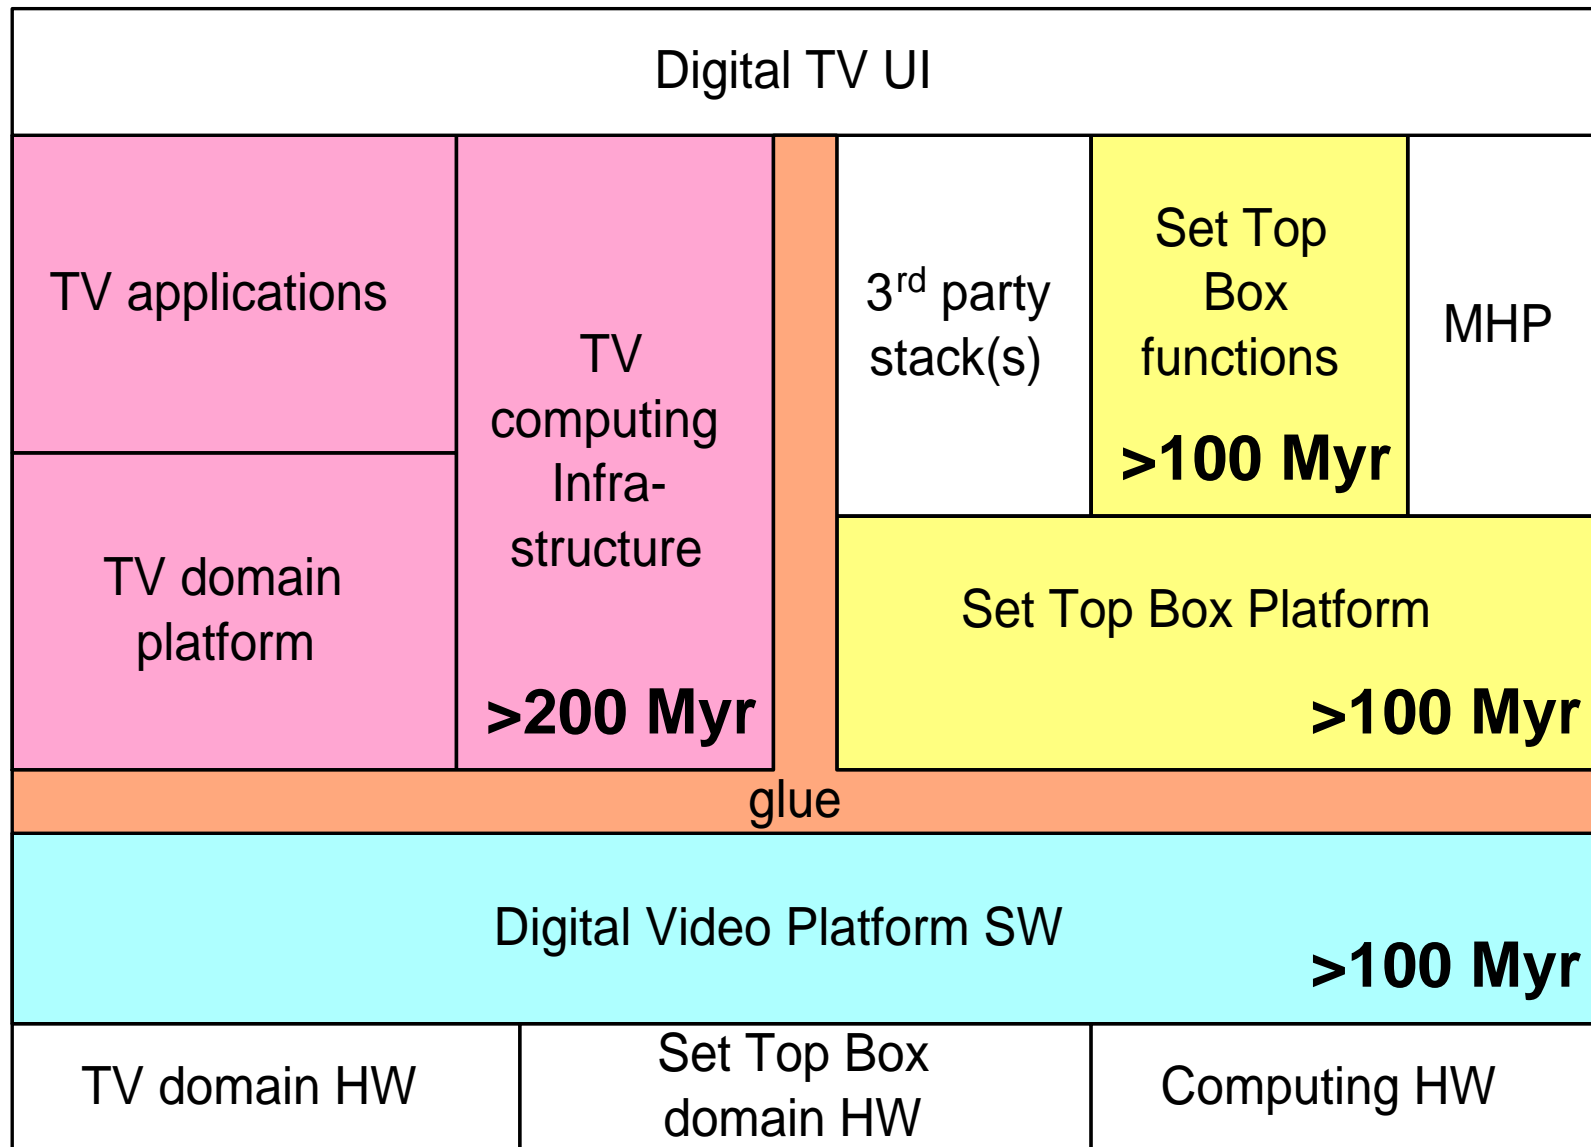 Digital TV UI
TV applications
TV domain
platform
TV
computing
Infra-
structure
>200 Myr
3rd party
stack(s)
Set Top
Box
functions
>100 Myr
MHP
Set Top Box Platform
>100 Myr
glue
Digital Video Platform SW
>100 Myr
TV domain HW
Set Top Box
domain HW
Computing HW